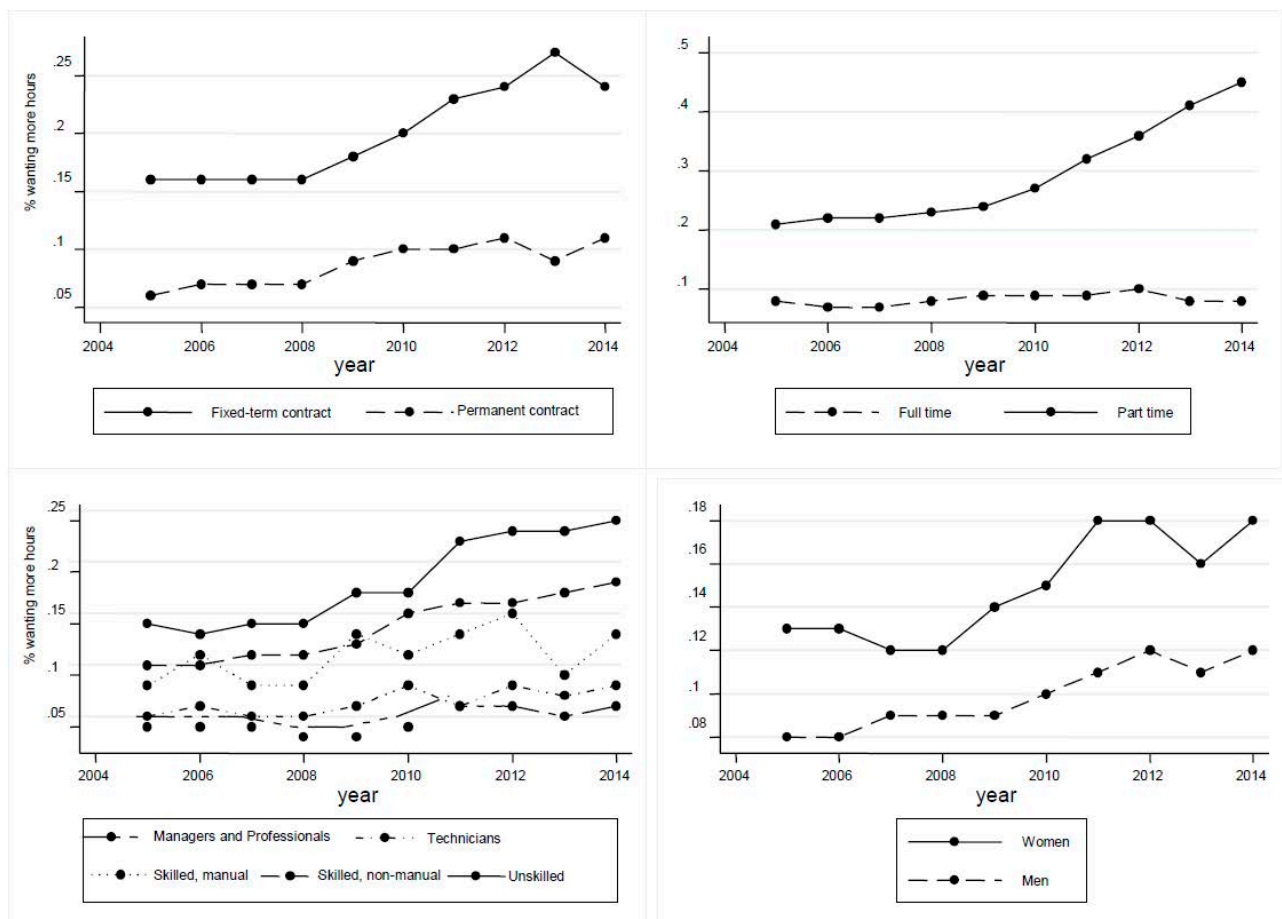 % wanting more hours
.25
.2
.15
.1
.05
2004 2006 2008 2010 2012 2014
year
Fixed-term contract Permanent contract
.5
.4
.3
.2
.1
2004 2006 2008 2010 2012 2014
year
Full time Part time
% wanting more hours
.25
.2
.15
.1
.05
2004 2006 2008 2010 2012 2014
year
Managers and Professionals Technicians
Skilled, manual Skilled, non-manual Unskilled
.18
.16
.14
.12
.1
.08
2004 2006 2008 2010 2012 2014
year
Women
Men